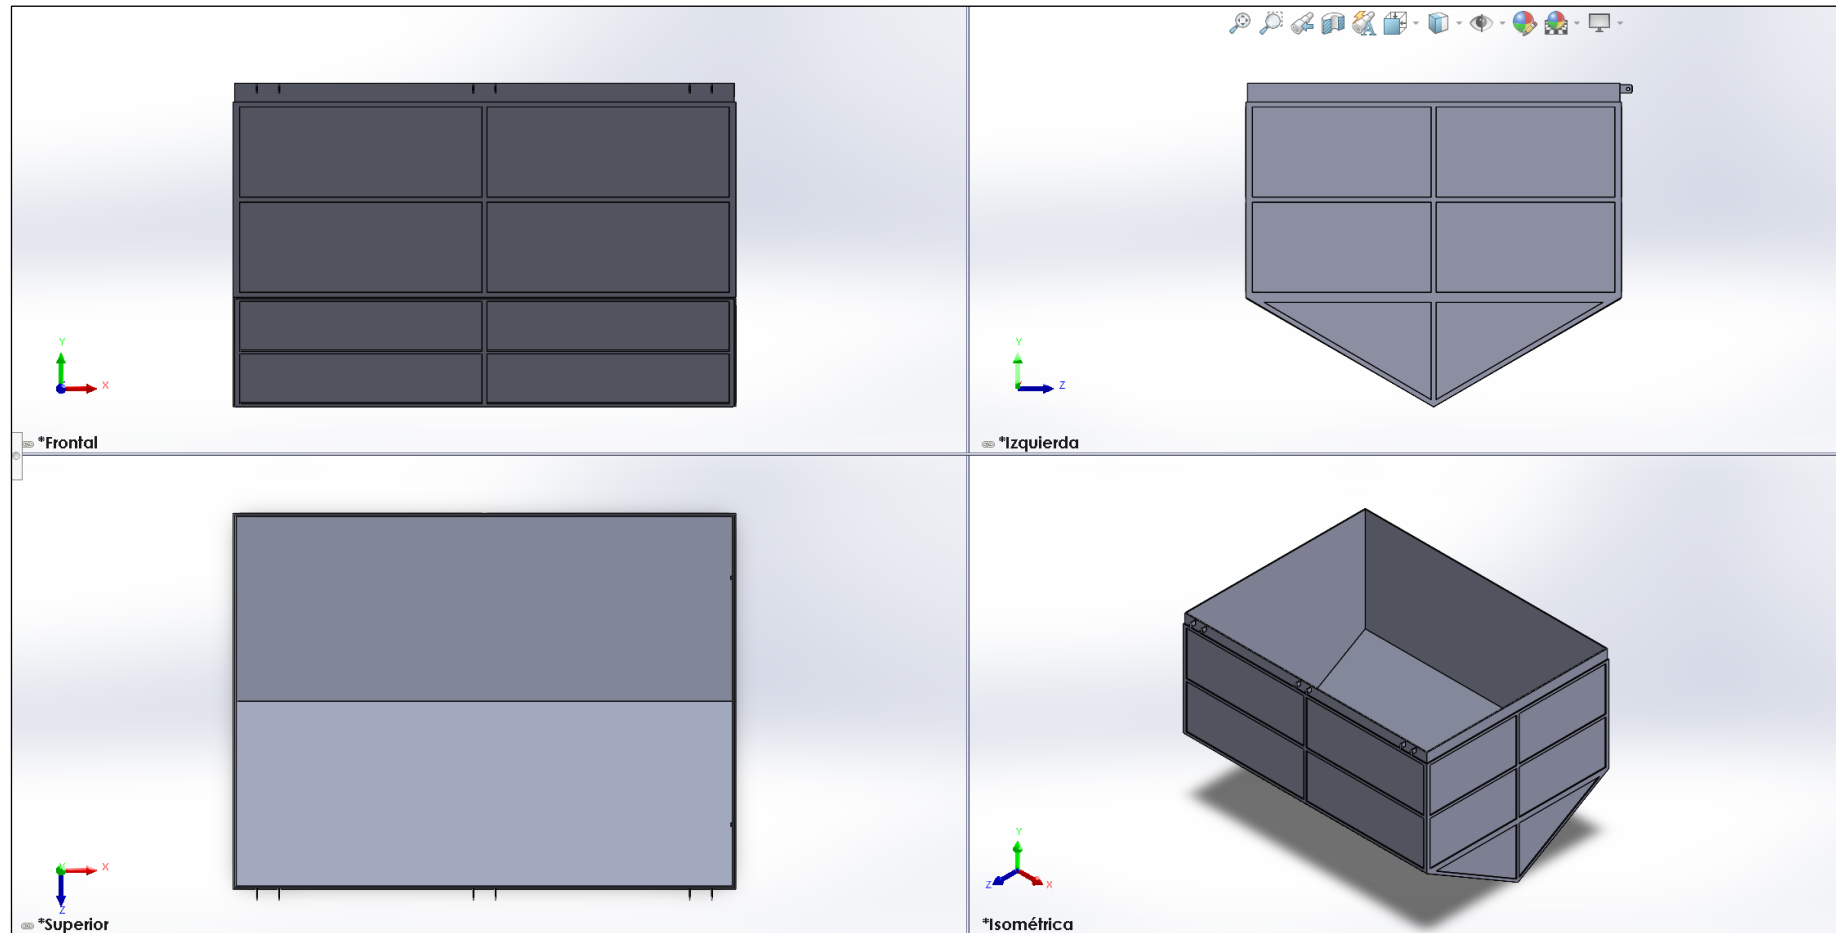 Y
X
*Frontal
Y
Z
*Izquierda
Y
X
Z
*Superior
Y
Z
X
*Isométrica